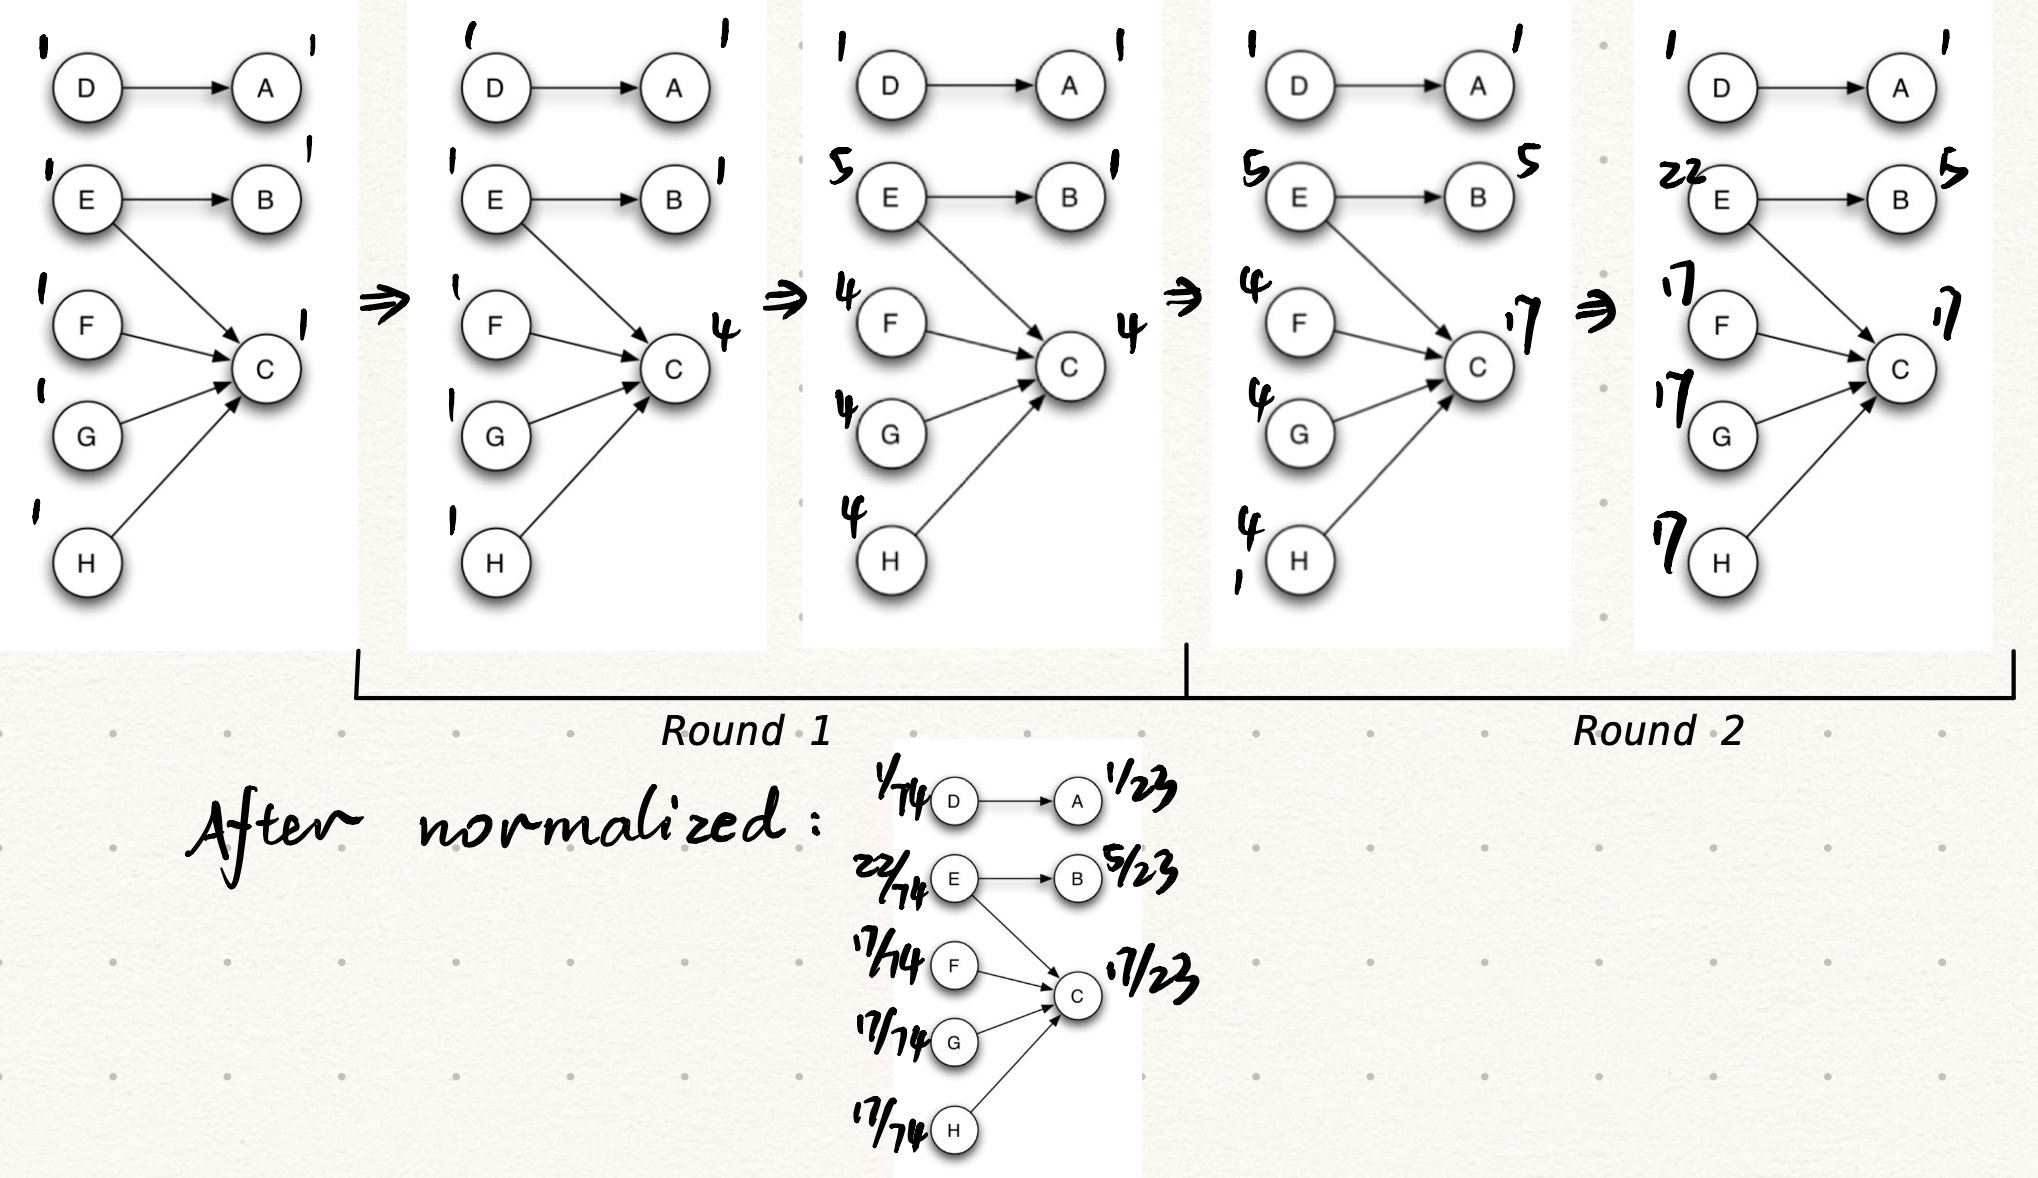 1 D A 1 1 D A 1 1 D A 1 1 D A 1 1 D A 1
1 E B 1 1 E B 1 5 E B 1 5 E B 5 22 E B 5
1 F 1 F 4 F 4 F 17 F
C 1 ⇒ C 4 ⇒ C 4 ⇒ C 17 ⇒ C 17
1 G 1 G 4 G 4 G 17 G
1 H 1 H 4 H 4 H 17 H
1
Round 1 Round 2
After normalized:
1/74 D A 1/23
22/74 E B 5/23
17/74 F
C 17/23
17/74 G
17/74 H